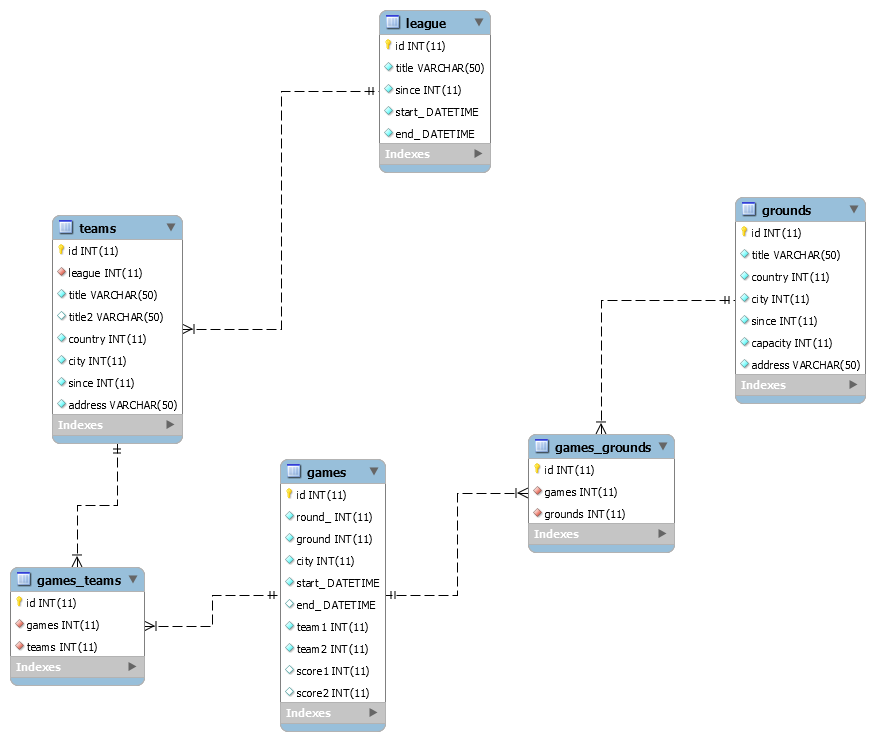 league
id INT(11)
title VARCHAR(50)
since INT(11)
start_ DATETIME
end_ DATETIME
Indexes
teams
id INT(11)
league INT(11)
title VARCHAR(50)
title2 VARCHAR(50)
country INT(11)
city INT(11)
since INT(11)
address VARCHAR(50)
Indexes
grounds
id INT(11)
title VARCHAR(50)
country INT(11)
city INT(11)
since INT(11)
capacity INT(11)
address VARCHAR(50)
Indexes
games_grounds
id INT(11)
games INT(11)
grounds INT(11)
Indexes
games
id INT(11)
round_ INT(11)
ground INT(11)
city INT(11)
start_ DATETIME
end_ DATETIME
team1 INT(11)
team2 INT(11)
score1 INT(11)
score2 INT(11)
Indexes
games_teams
id INT(11)
games INT(11)
teams INT(11)
Indexes